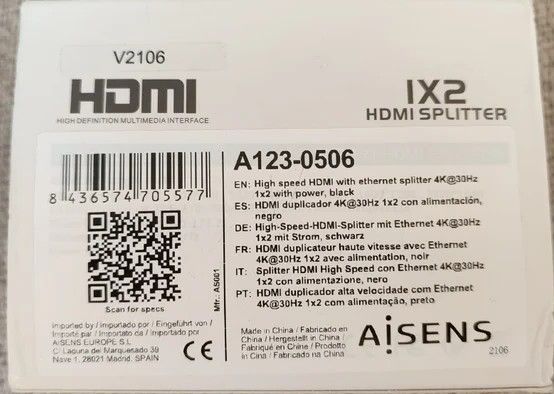 V2106
HDMI
HIGH DEFINITION MULTIMEDIA INTERFACE
1X2
HDMI SPLITTER
8 436574 705577
Scan for specs
Mfr.: AS001
Imported by / Importado por / Eingeführt von /
Importé par / Importato da / Importado por
AISENS EUROPE S.L
C\ Laguna del Marquesado 39
Nave 1. 28021 Madrid. SPAIN
CE
A123-0506
EN: High speed HDMI with ethernet splitter 4K@30Hz
1x2 with power, black
ES: HDMI duplicador 4K@30Hz 1x2 con alimentación,
negro
DE: High-Speed-HDMI-Splitter mit Ethernet 4K@30Hz
1x2 mit Strom, schwarz
FR: HDMI duplicateur haute vitesse avec Ethernet
4K@30Hz 1x2 avec alimentation, noir
IT: Splitter HDMI High Speed con Ethernet 4K@30Hz
1x2 con alimentazione, nero
PT: HDMI duplicador alta velocidade com Ethernet
4K@30Hz 1x2 com alimentação, preto
Made in China / Fabricado en
China / Hergestellt in China /
Fabriqué en Chine / Prodotto
in Cina / Fabricado na China
AISENS
2106